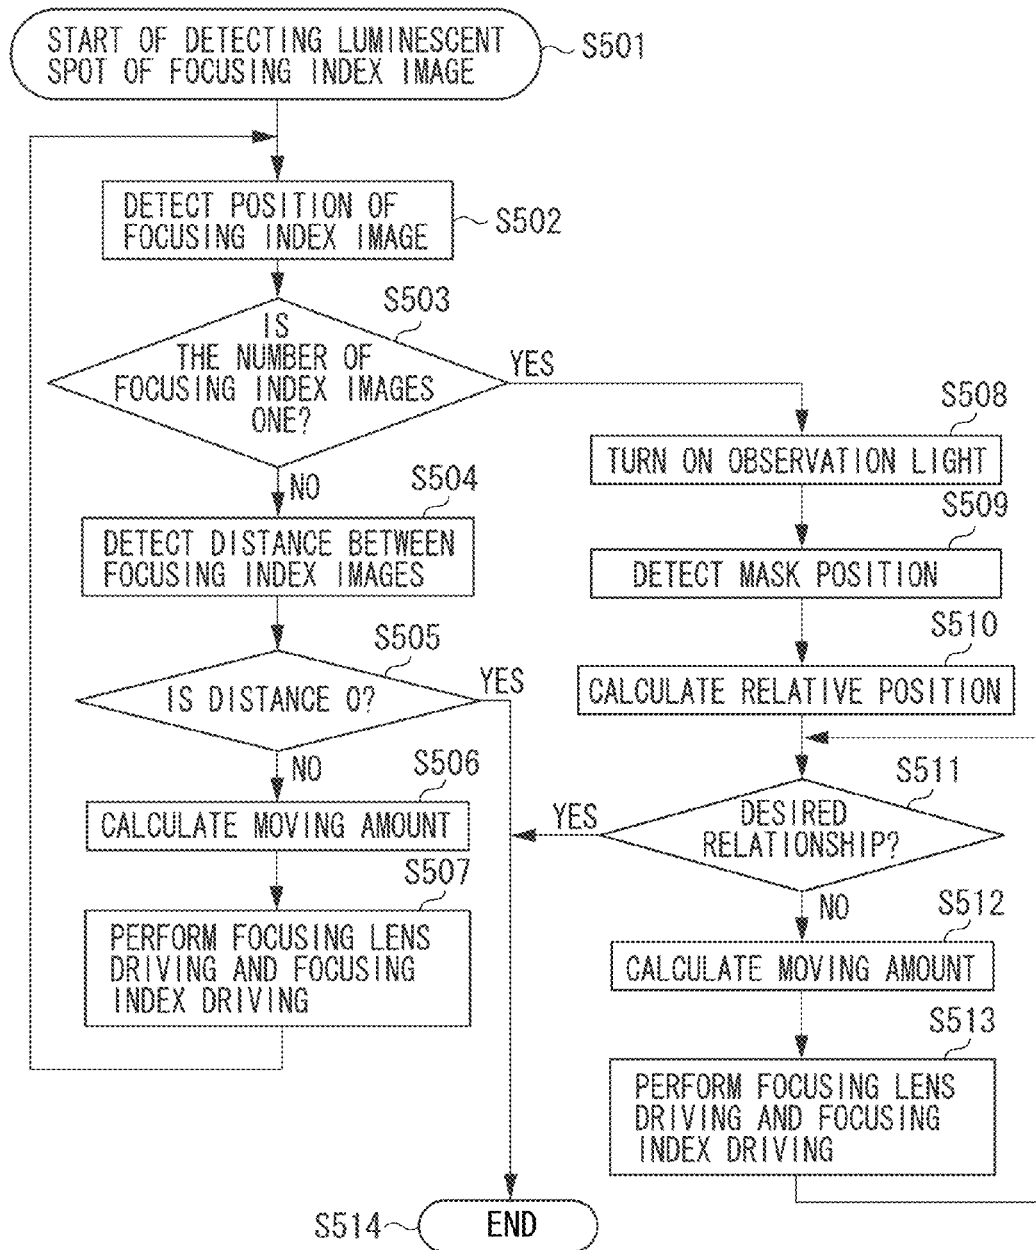 START OF DETECTING LUMINESCENT
SPOT OF FOCUSING INDEX IMAGE
S501
DETECT POSITION OF
FOCUSING INDEX IMAGE
S502
S503
IS
THE NUMBER OF
FOCUSING INDEX IMAGES
ONE?
YES
NO
S504
DETECT DISTANCE BETWEEN
FOCUSING INDEX IMAGES
S505
IS DISTANCE 0?
YES
NO
S506
CALCULATE MOVING AMOUNT
S507
PERFORM FOCUSING LENS
DRIVING AND FOCUSING
INDEX DRIVING
S508
TURN ON OBSERVATION LIGHT
S509
DETECT MASK POSITION
S510
CALCULATE RELATIVE POSITION
S511
DESIRED
RELATIONSHIP?
YES
NO
S512
CALCULATE MOVING AMOUNT
S513
PERFORM FOCUSING LENS
DRIVING AND FOCUSING
INDEX DRIVING
S514
END